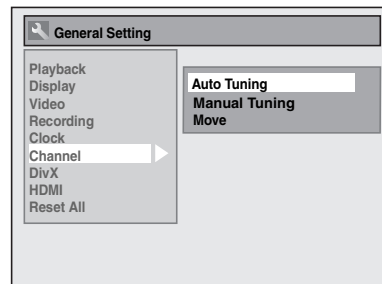 General Setting
Playback
Display
Video
Recording
Clock
Channel
DivX
HDMI
Reset All
Auto Tuning
Manual Tuning
Move